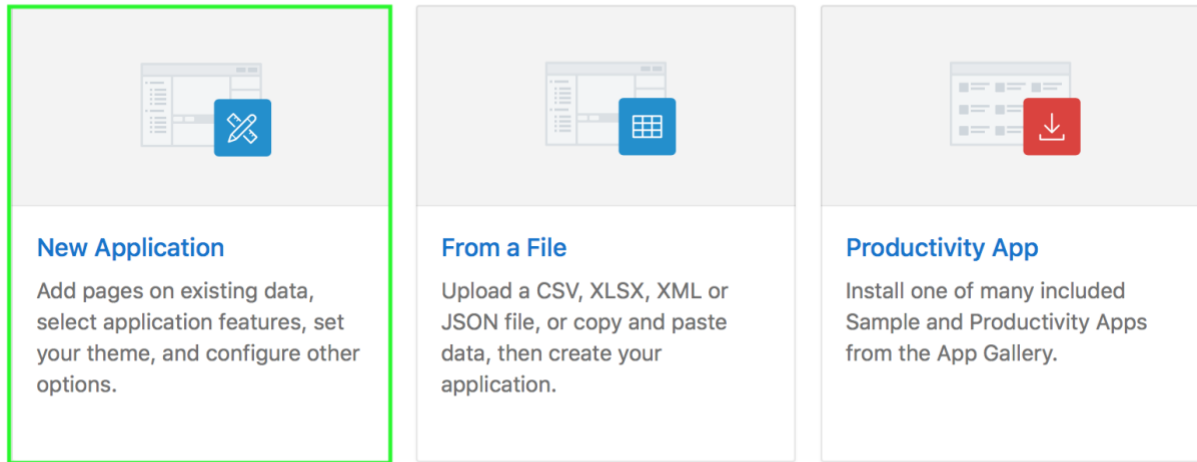 New Application
Add pages on existing data,
select application features, set
your theme, and configure other
options.
From a File
Upload a CSV, XLSX, XML or
JSON file, or copy and paste
data, then create your
application.
Productivity App
Install one of many included
Sample and Productivity Apps
from the App Gallery.